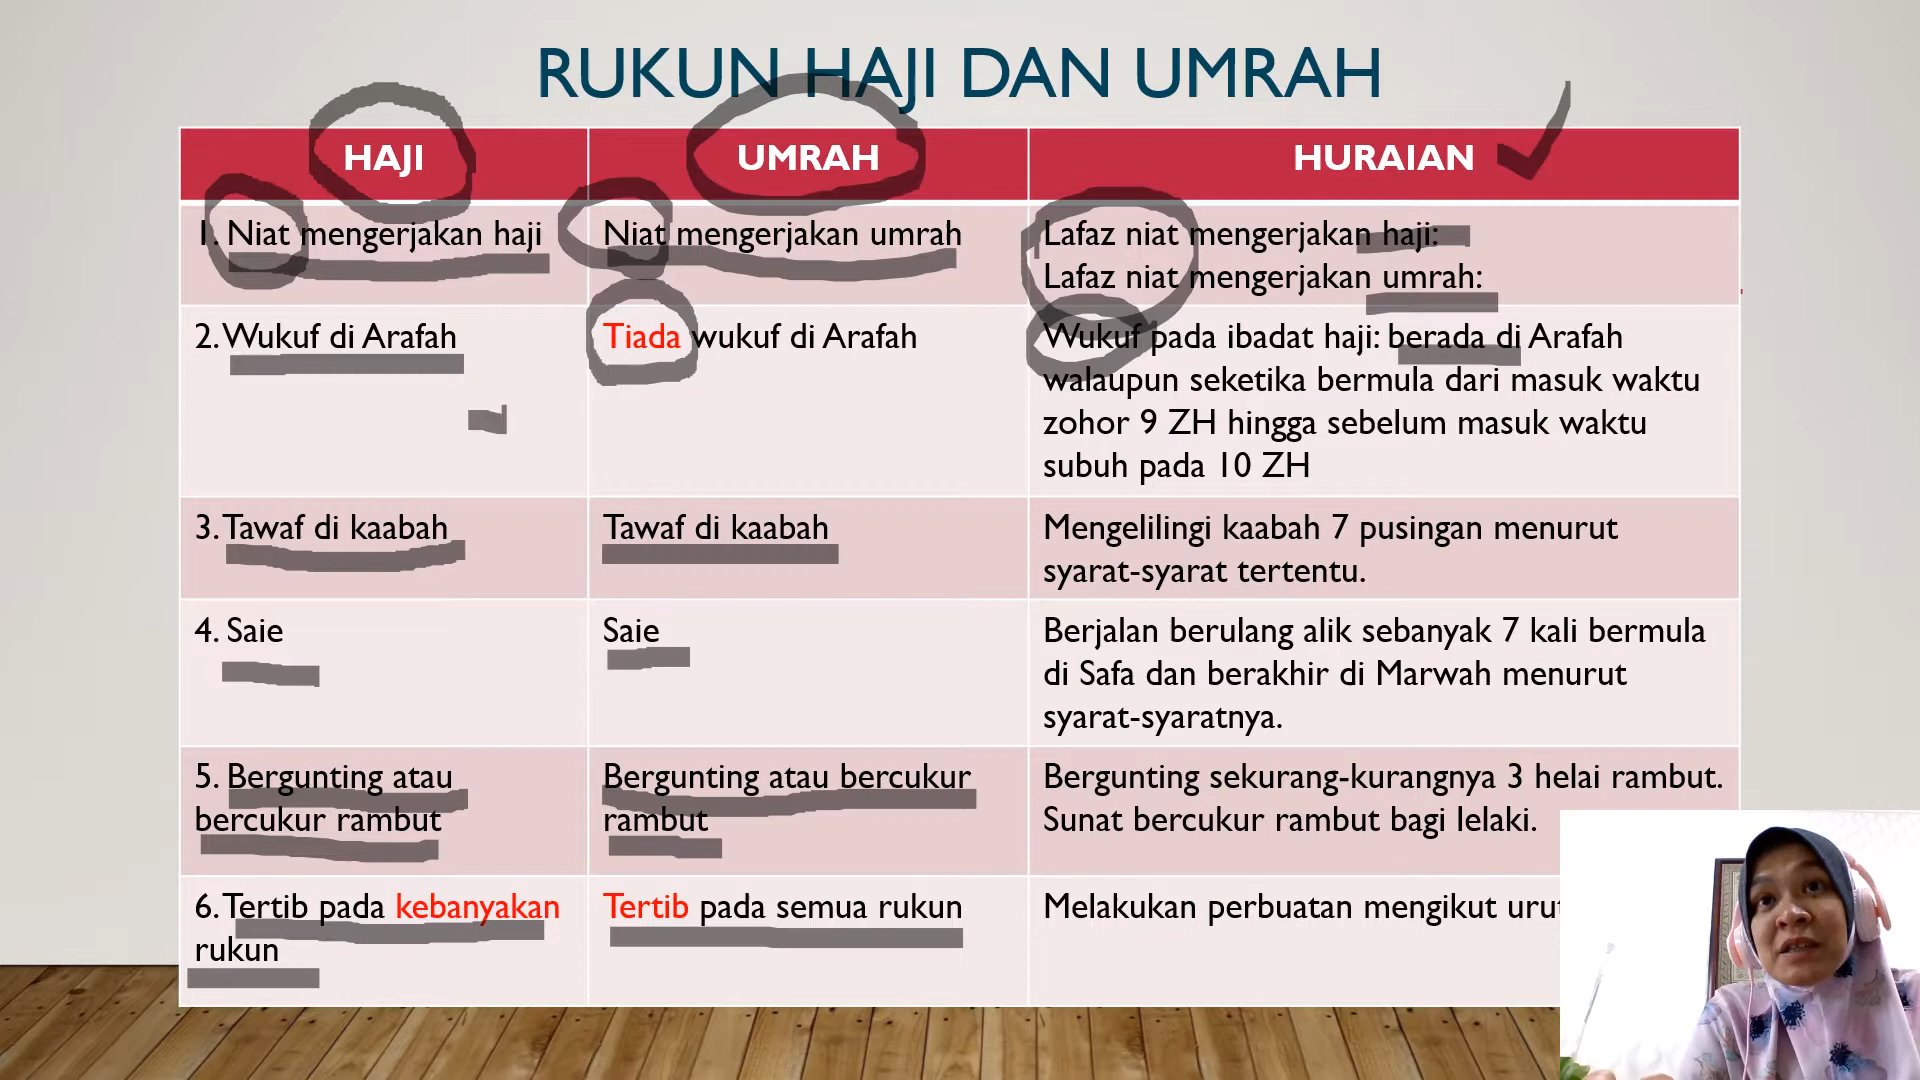 RUKUN HAJI DAN UMRAH
HAJI
UMRAH
HURAIAN
1. Niat mengerjakan haji
Niat mengerjakan umrah
Lafaz niat mengerjakan haji:
Lafaz niat mengerjakan umrah:
2. Wukuf di Arafah
Tiada wukuf di Arafah
Wukuf pada ibadat haji: berada di Arafah
walaupun seketika bermula dari masuk waktu
zohor 9 ZH hingga sebelum masuk waktu
subuh pada 10 ZH
3. Tawaf di kaabah
Tawaf di kaabah
Mengelilingi kaabah 7 pusingan menurut
syarat-syarat tertentu.
4. Saie
Saie
Berjalan berulang alik sebanyak 7 kali bermula
di Safa dan berakhir di Marwah menurut
syarat-syaratnya.
5. Bergunting atau
bercukur rambut
Bergunting atau bercukur
rambut
Bergunting sekurang-kurangnya 3 helai rambut.
Sunat bercukur rambut bagi lelaki.
6. Tertib pada kebanyakan
rukun
Tertib pada semua rukun
Melakukan perbuatan mengikut